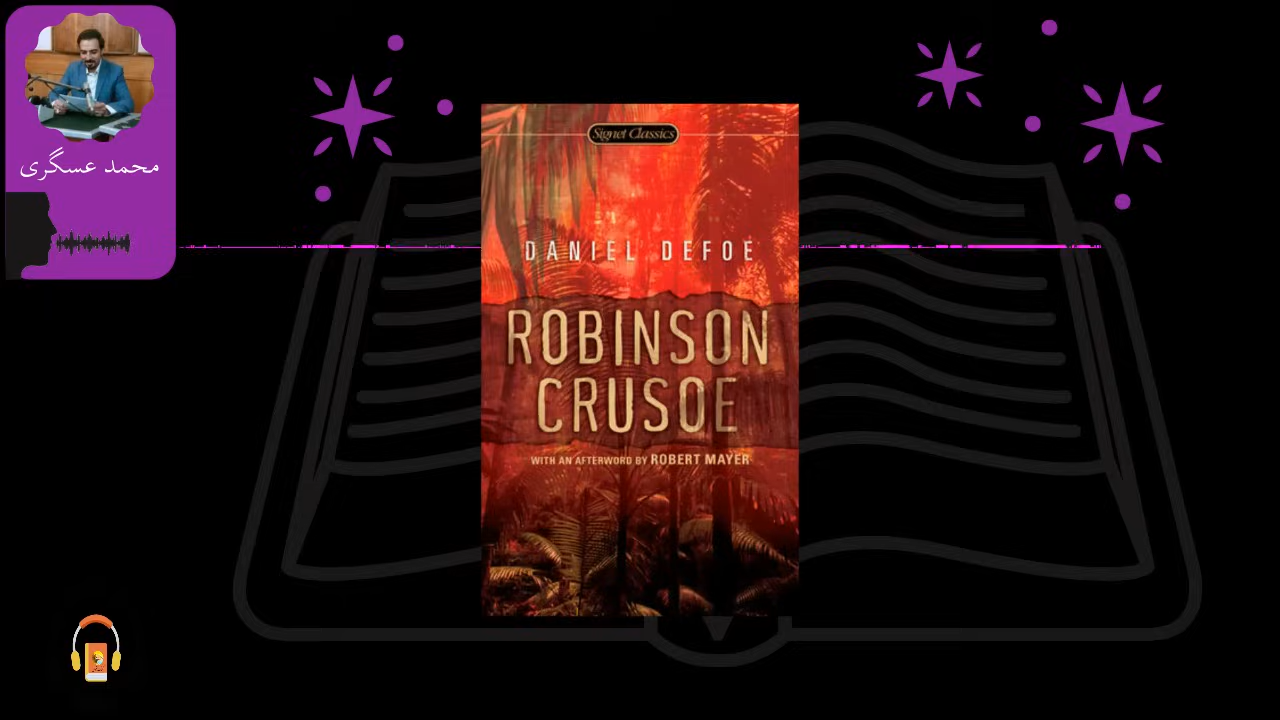 محمد عسگری
Signet Classics
DANIEL DEFOE
ROBINSON
CRUSOE
WITH AN AFTERWORD BY ROBERT MAYER